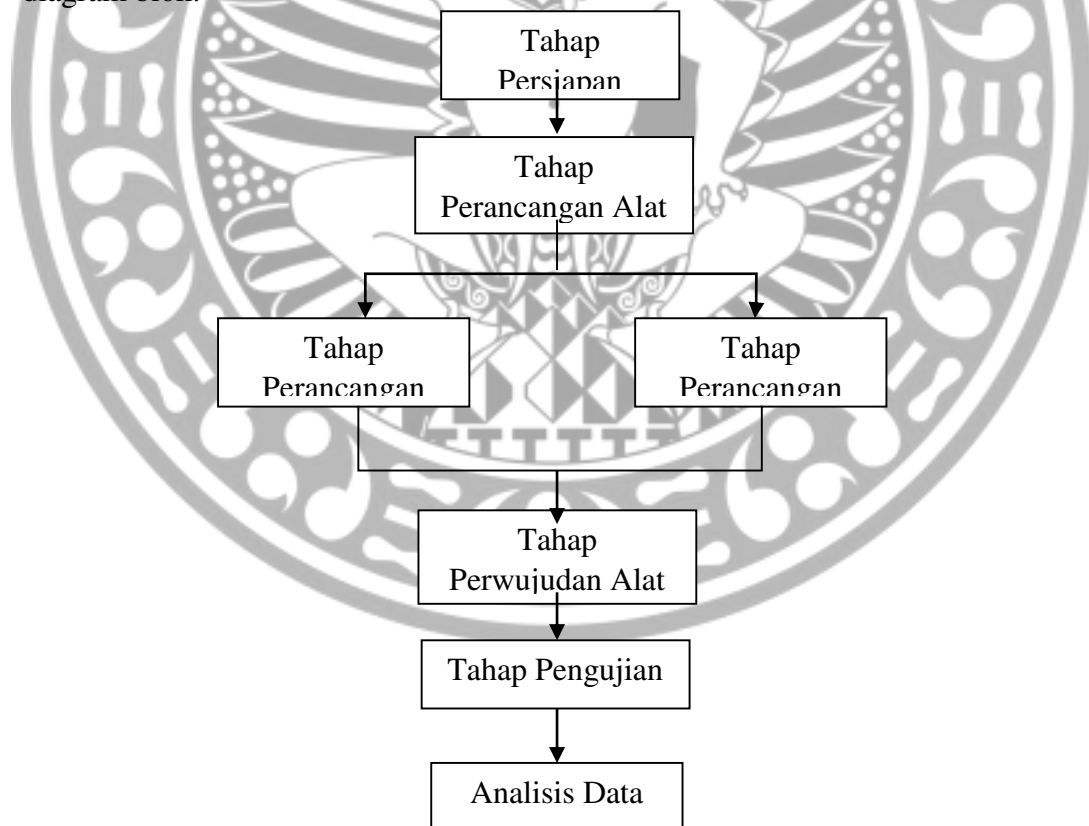 diagram blok.
Tahap
Persiapan
Tahap
Perancangan Alat
Tahap
Perancangan
Tahap
Perancangan
Tahap
Perwujudan Alat
Tahap Pengujian
Analisis Data